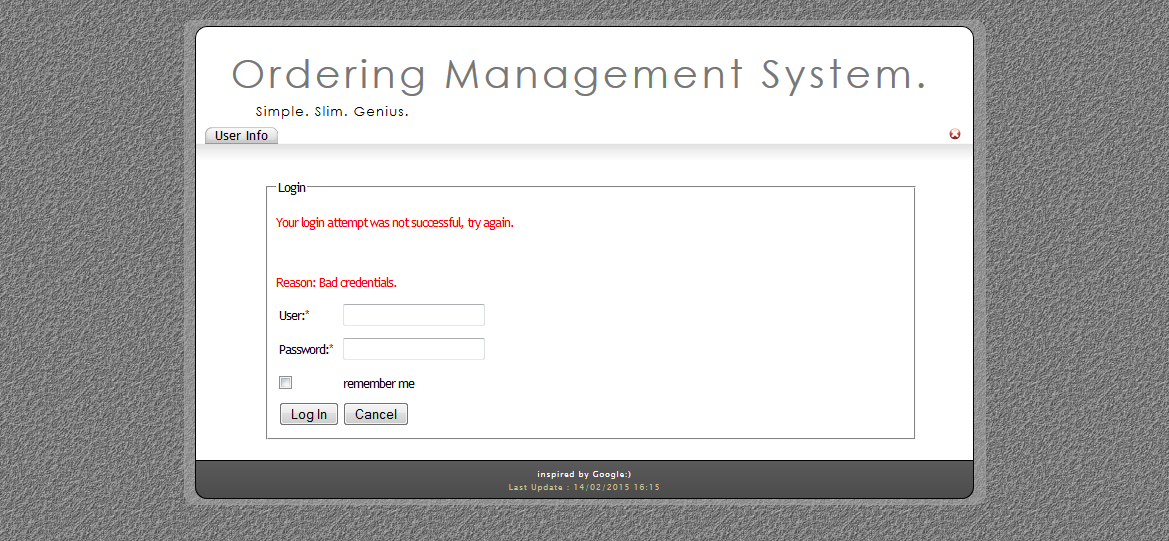 Ordering Management System.
Simple. Slim. Genius.
User Info
Login
Your login attempt was not successful, try again.
Reason: Bad credentials.
User:*
Password:*
remember me
Log In Cancel
inspired by Google:)
Last Update : 14/02/2015 16:15